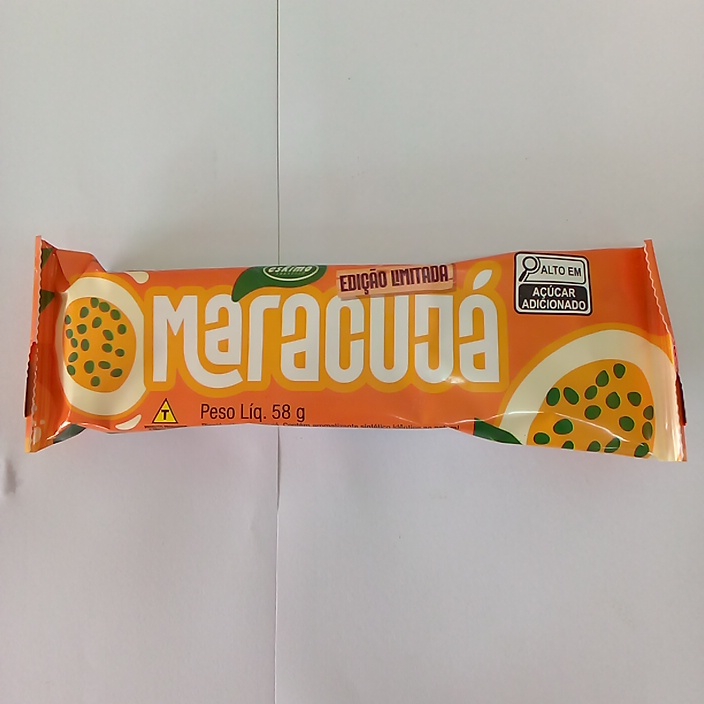 eskimo
EDIÇÃO LIMITADA
MARACUJÁ
ALTO EM
AÇÚCAR
ADICIONADO
T
Peso Líq. 58 g